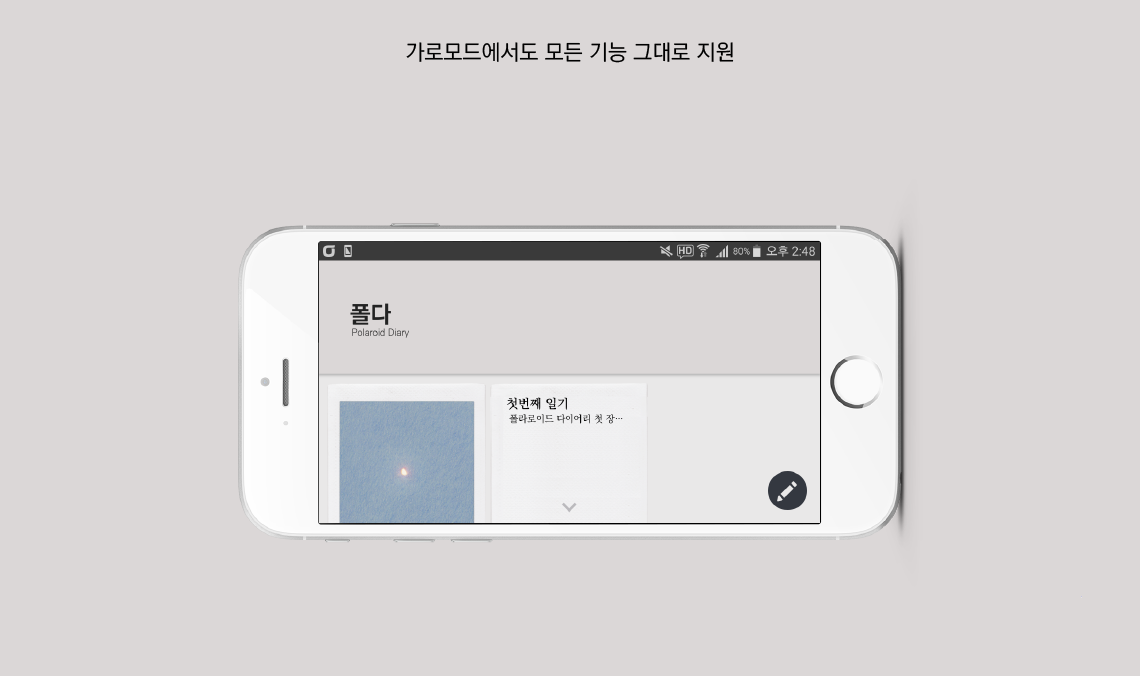 가로모드에서도 모든 기능 그대로 지원
HD 80% 오후 2:48
폴다
Polaroid Diary
첫번째 일기
폴라로이드 다이어리 첫 장…